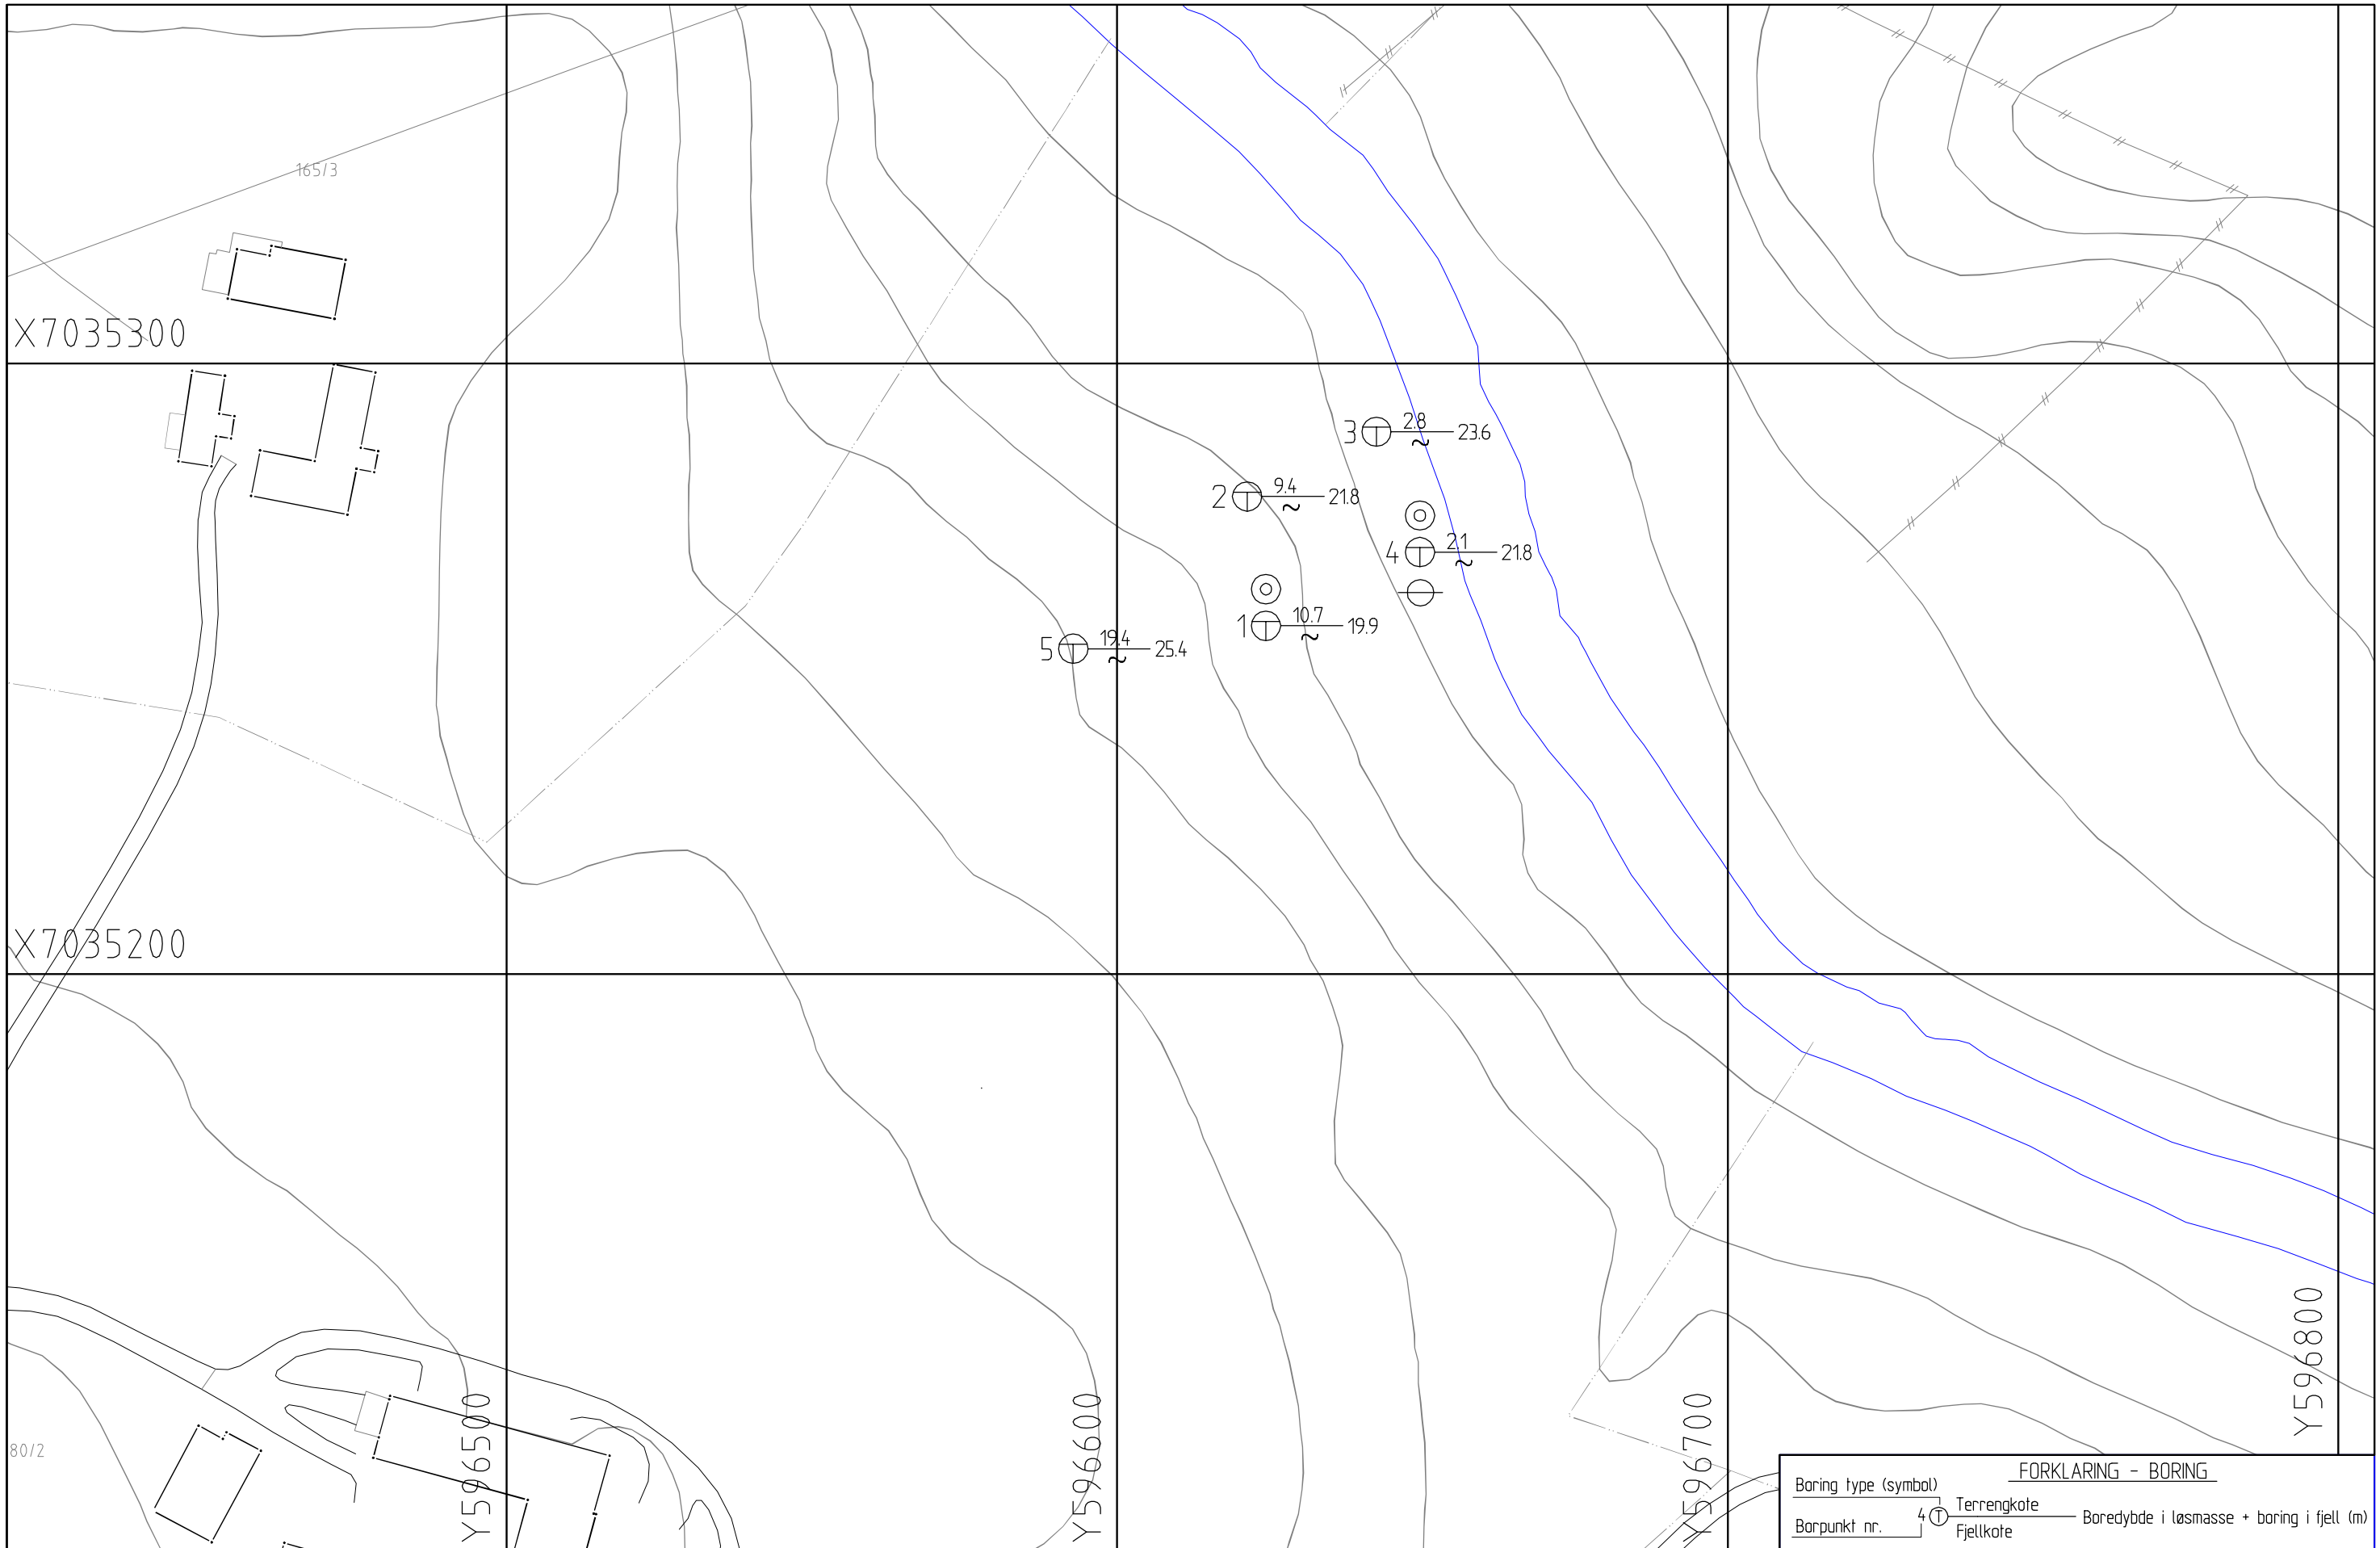 165/3
X7035300
3 2.8 23.6
~
2 9.4 21.8
~
4 2.1 21.8
~
1 10.7 19.9
~
5 19.4 25.4
~
X7035200
80/2
Y596500
Y596600
Y596700
Y596800
FORKLARING - BORING
Boring type (symbol)
Terrengkote
4 T Boredybde i løsmasse + boring i fjell (m)
Borpunkt nr.
Fjellkote